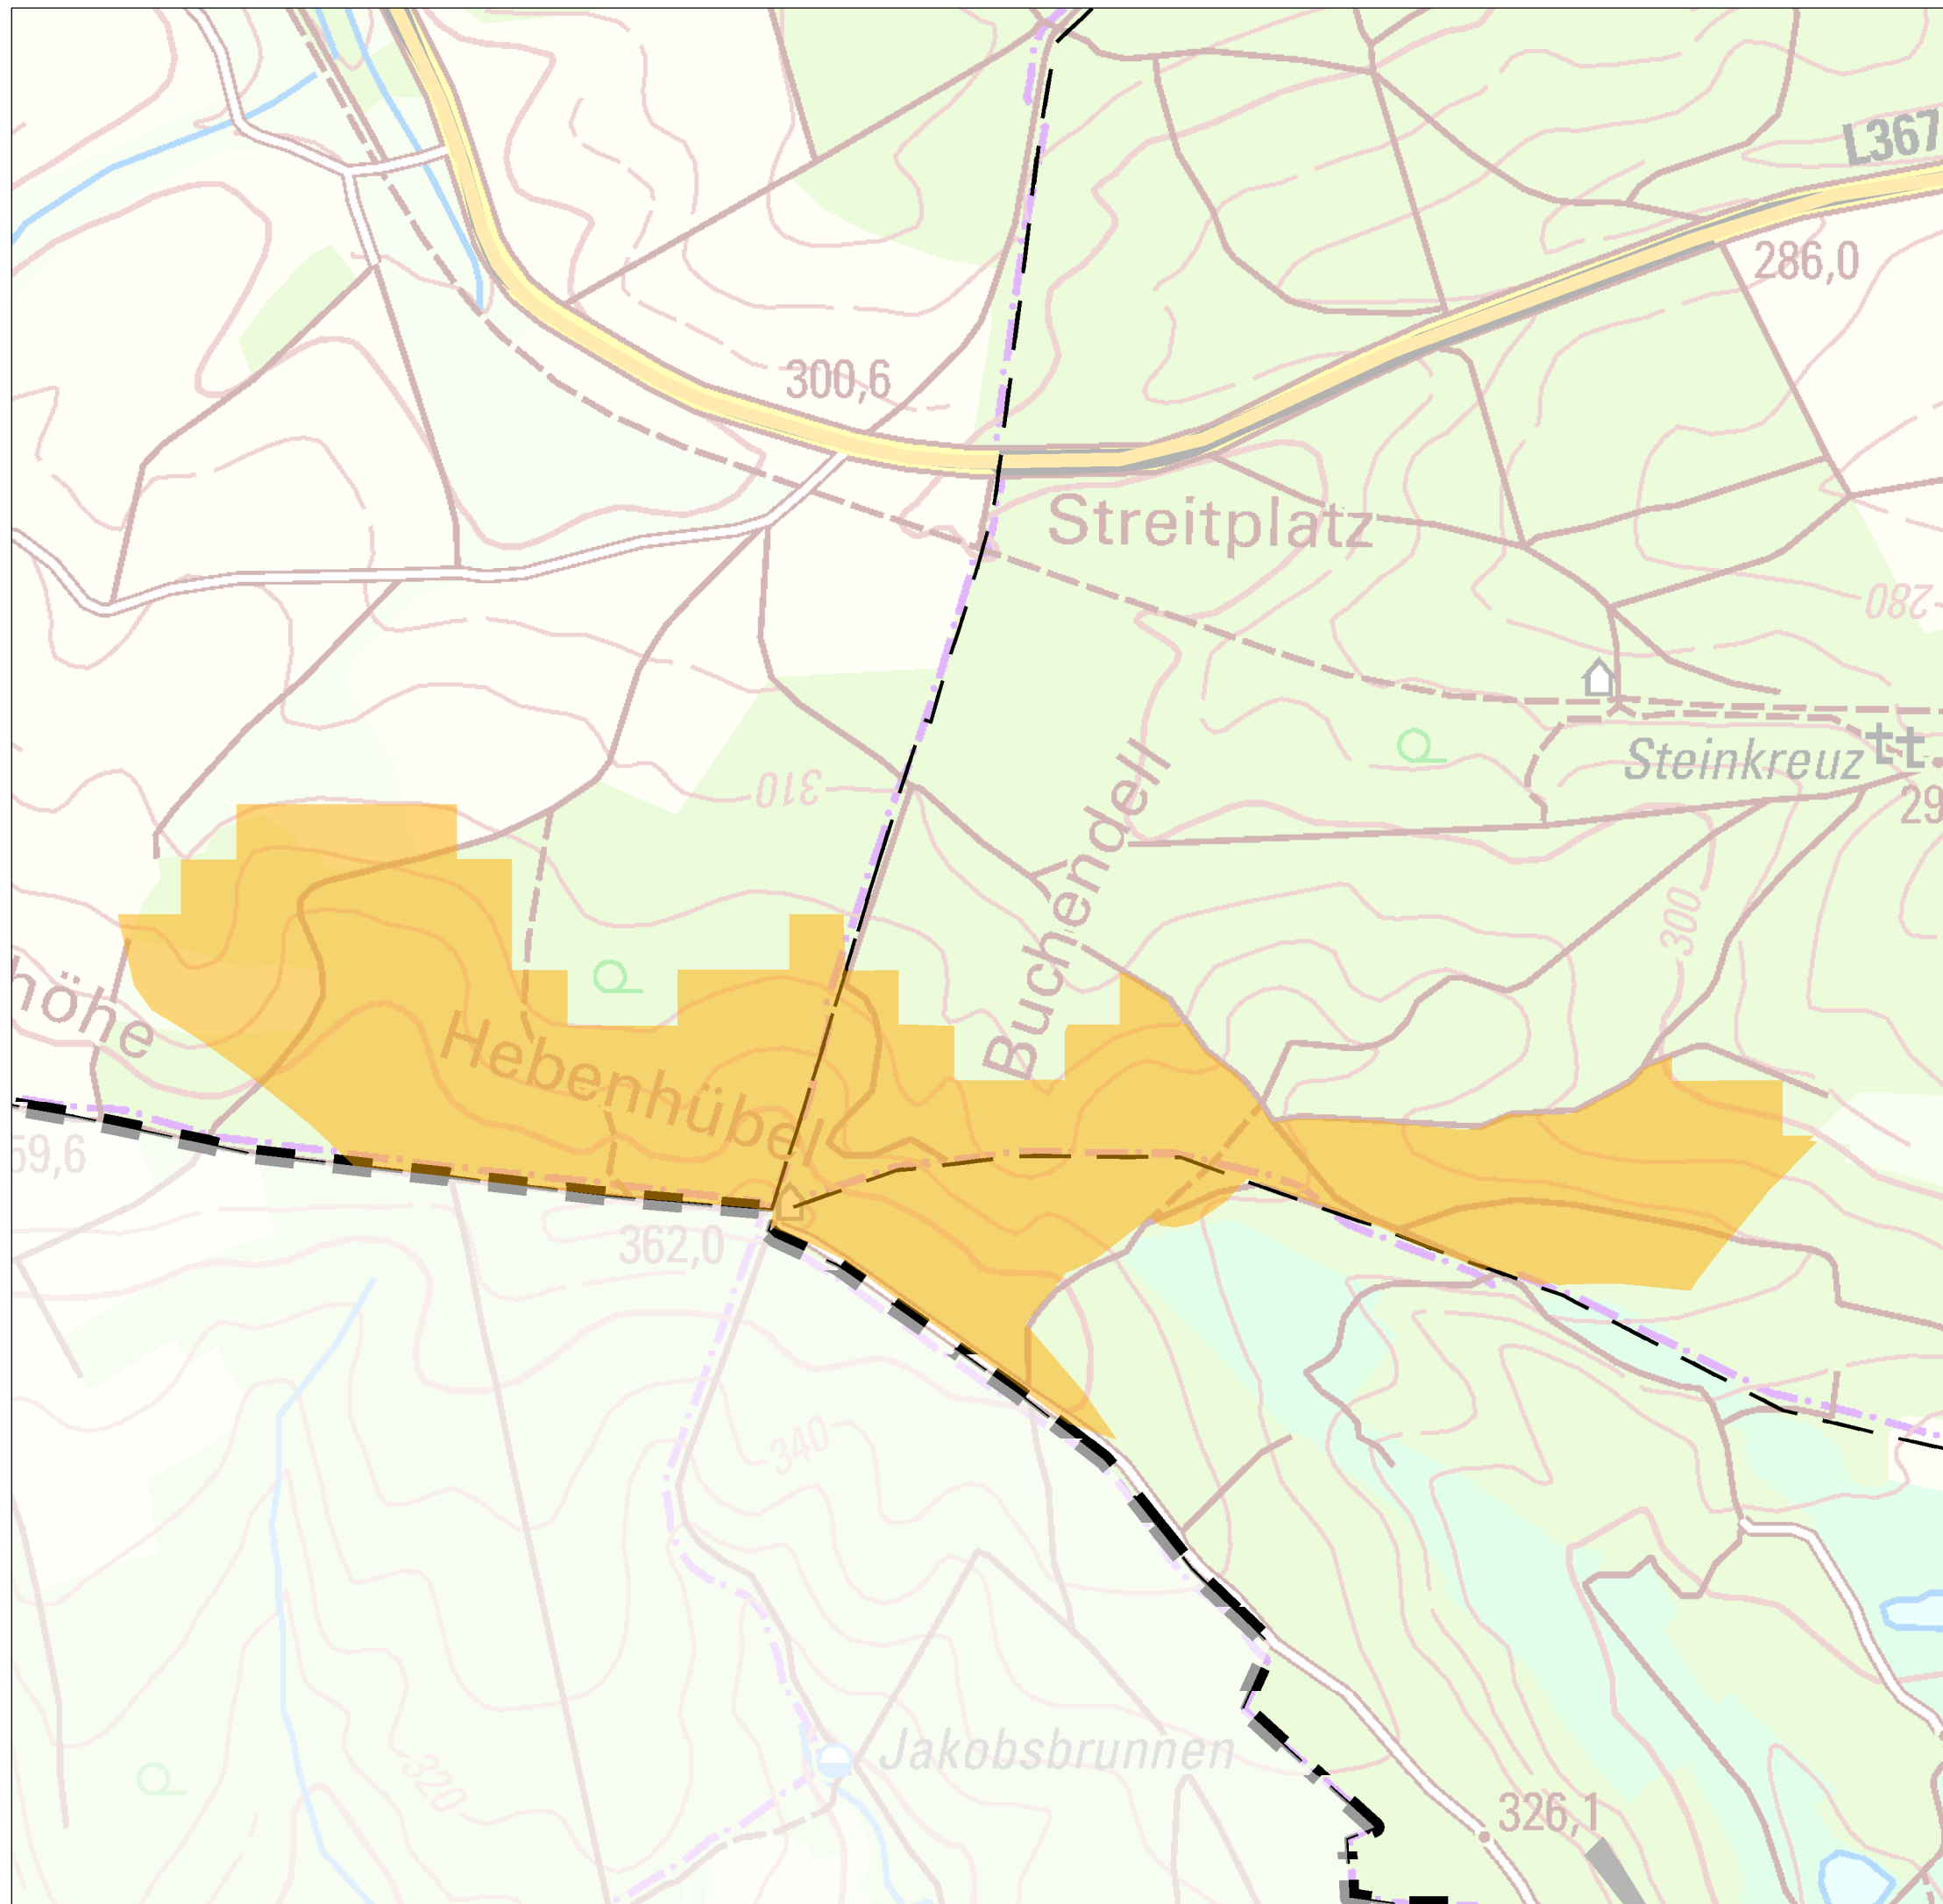 L367
286,0
300,6
Streitplatz
280
Steinkreuz
29
310
Buchendell
300
höhe
Hebenhübel
59,6
362,0
340
Jakobsbrunnen
320
326,1